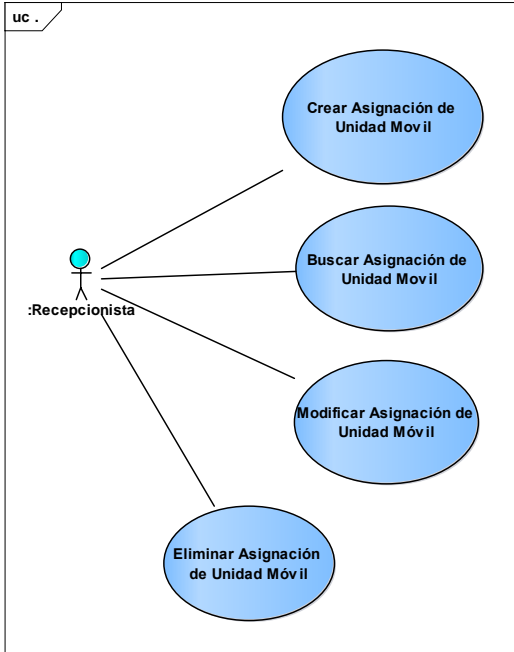 uc .
Crear Asignación de
Unidad Movil
Buscar Asignación de
Unidad Movil
:Recepcionista
Modificar Asignación de
Unidad Móvil
Eliminar Asignación
de Unidad Móvil